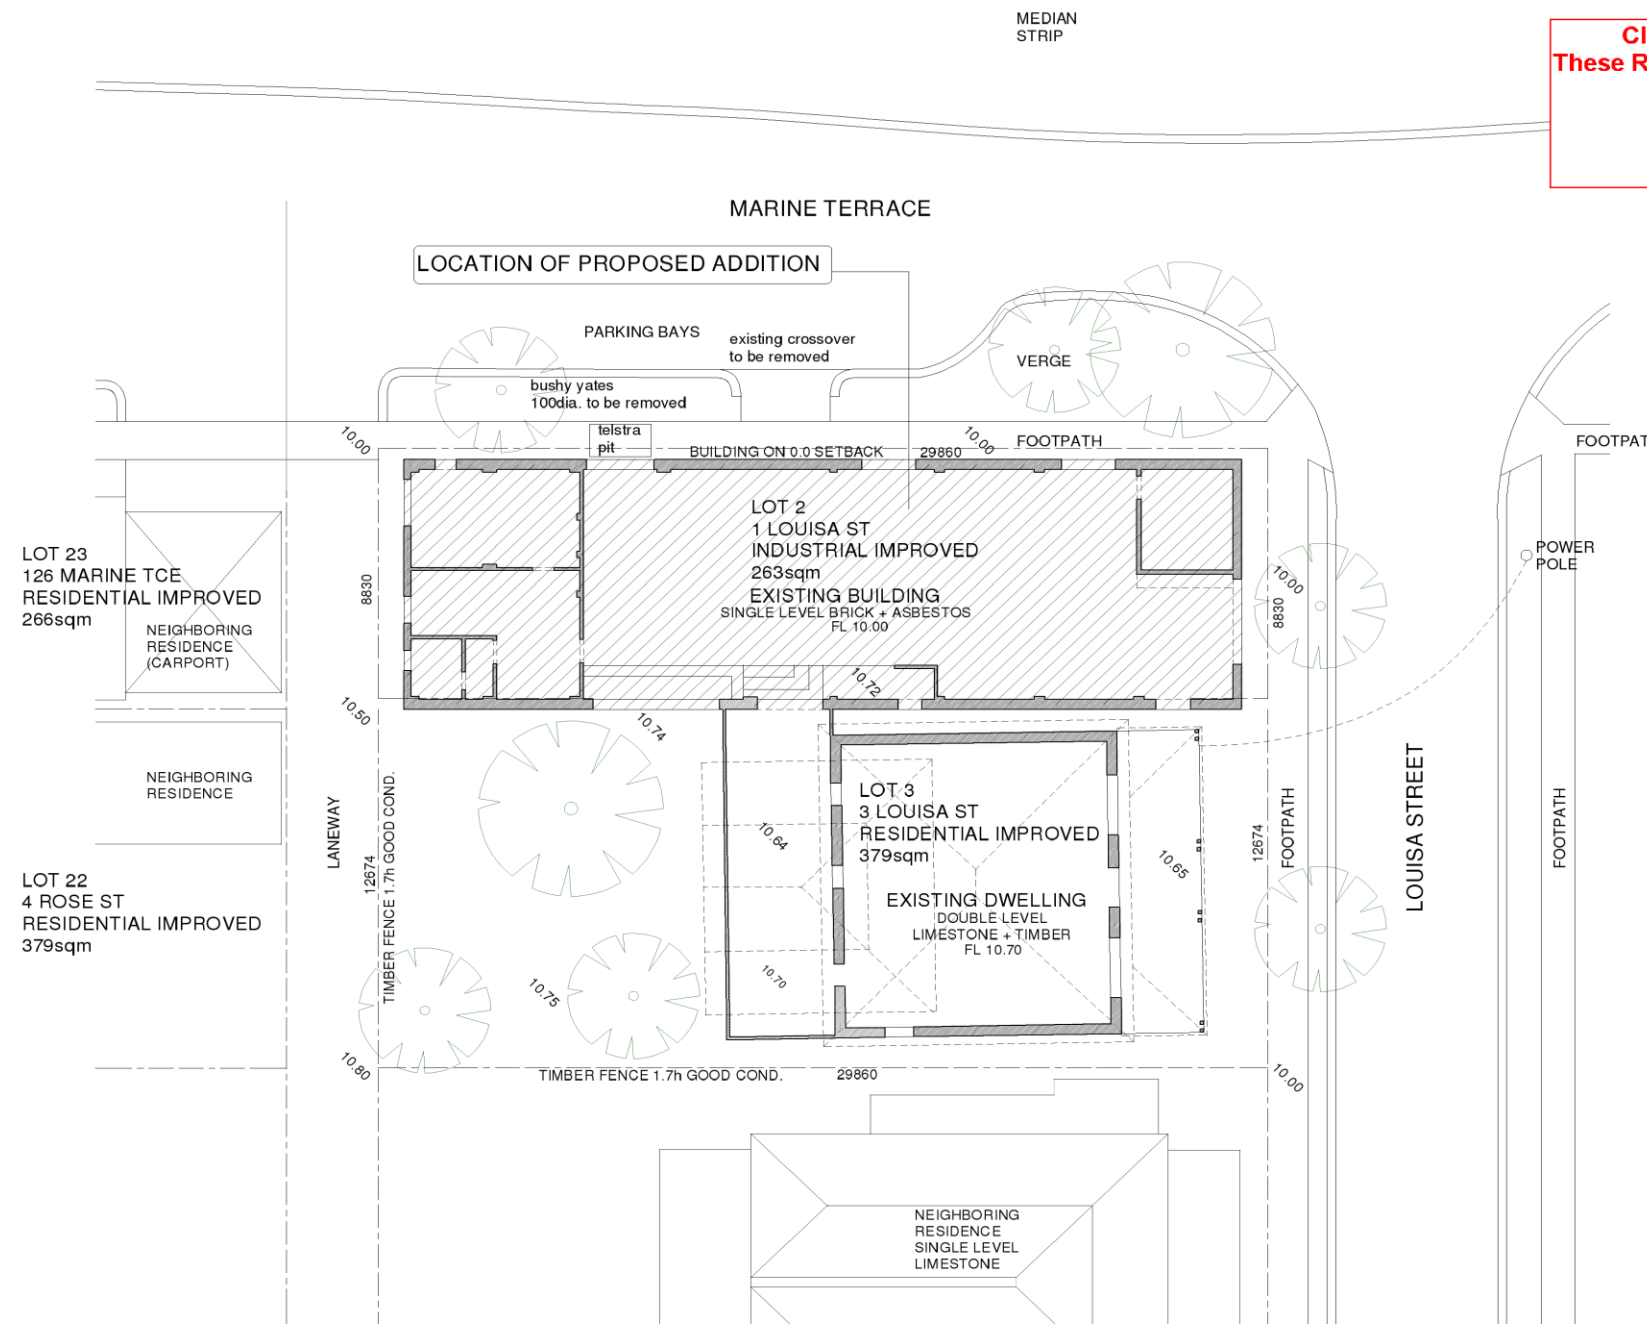 MEDIAN
STRIP
These R
MARINE TERRACE
LOCATION OF PROPOSED ADDITION
PARKING BAYS
existing crossover
to be removed
VERGE
bushy yates
100dia. to be removed
telstra
pit
10.00
BUILDING ON 0.0 SETBACK
29860
10.00
FOOTPATH
LOT 2
1 LOUISA ST
INDUSTRIAL IMPROVED
263sqm
EXISTING BUILDING
SINGLE LEVEL BRICK + ASBESTOS
FL 10.00
LOT 23
126 MARINE TCE
RESIDENTIAL IMPROVED
266sqm
NEIGHBORING
RESIDENCE
(CARPORT)
8830
10.00
8830
POWER
POLE
10.72
10.50
10.74
NEIGHBORING
RESIDENCE
LANEWAY
12674
TIMBER FENCE 1.7h GOOD COND.
10.64
LOT 3
3 LOUISA ST
RESIDENTIAL IMPROVED
379sqm
EXISTING DWELLING
DOUBLE LEVEL
LIMESTONE + TIMBER
FL 10.70
10.65
12674
FOOTPATH
LOUISA STREET
FOOTPATH
LOT 22
4 ROSE ST
RESIDENTIAL IMPROVED
379sqm
10.75
10.70
10.80
TIMBER FENCE 1.7h GOOD COND.
29860
10.00
NEIGHBORING
RESIDENCE
SINGLE LEVEL
LIMESTONE